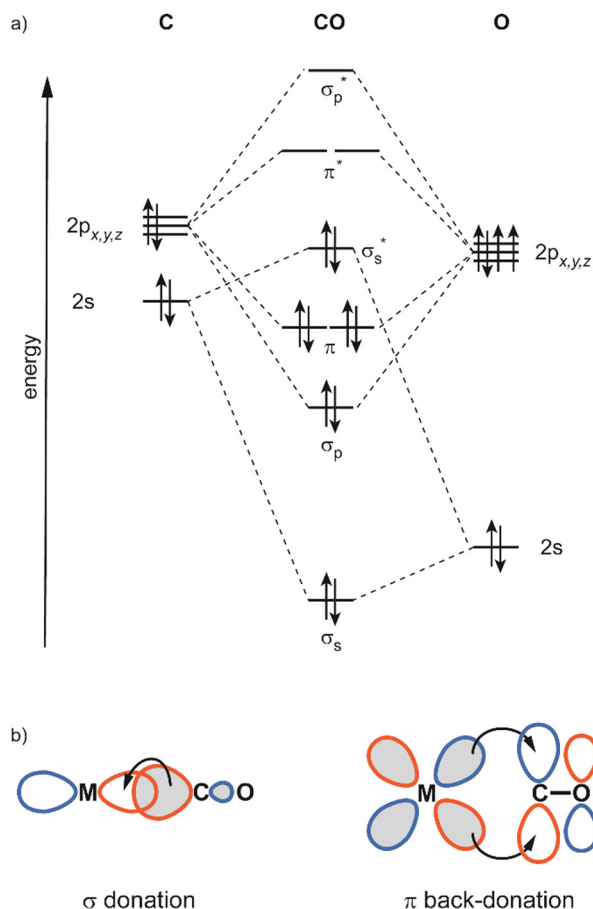 a)
C CO O
σp*
π*
2px,y,z σs* 2px,y,z
2s
π
energy
σp
2s
σs
b)
M C O M C O
σ donation π back-donation